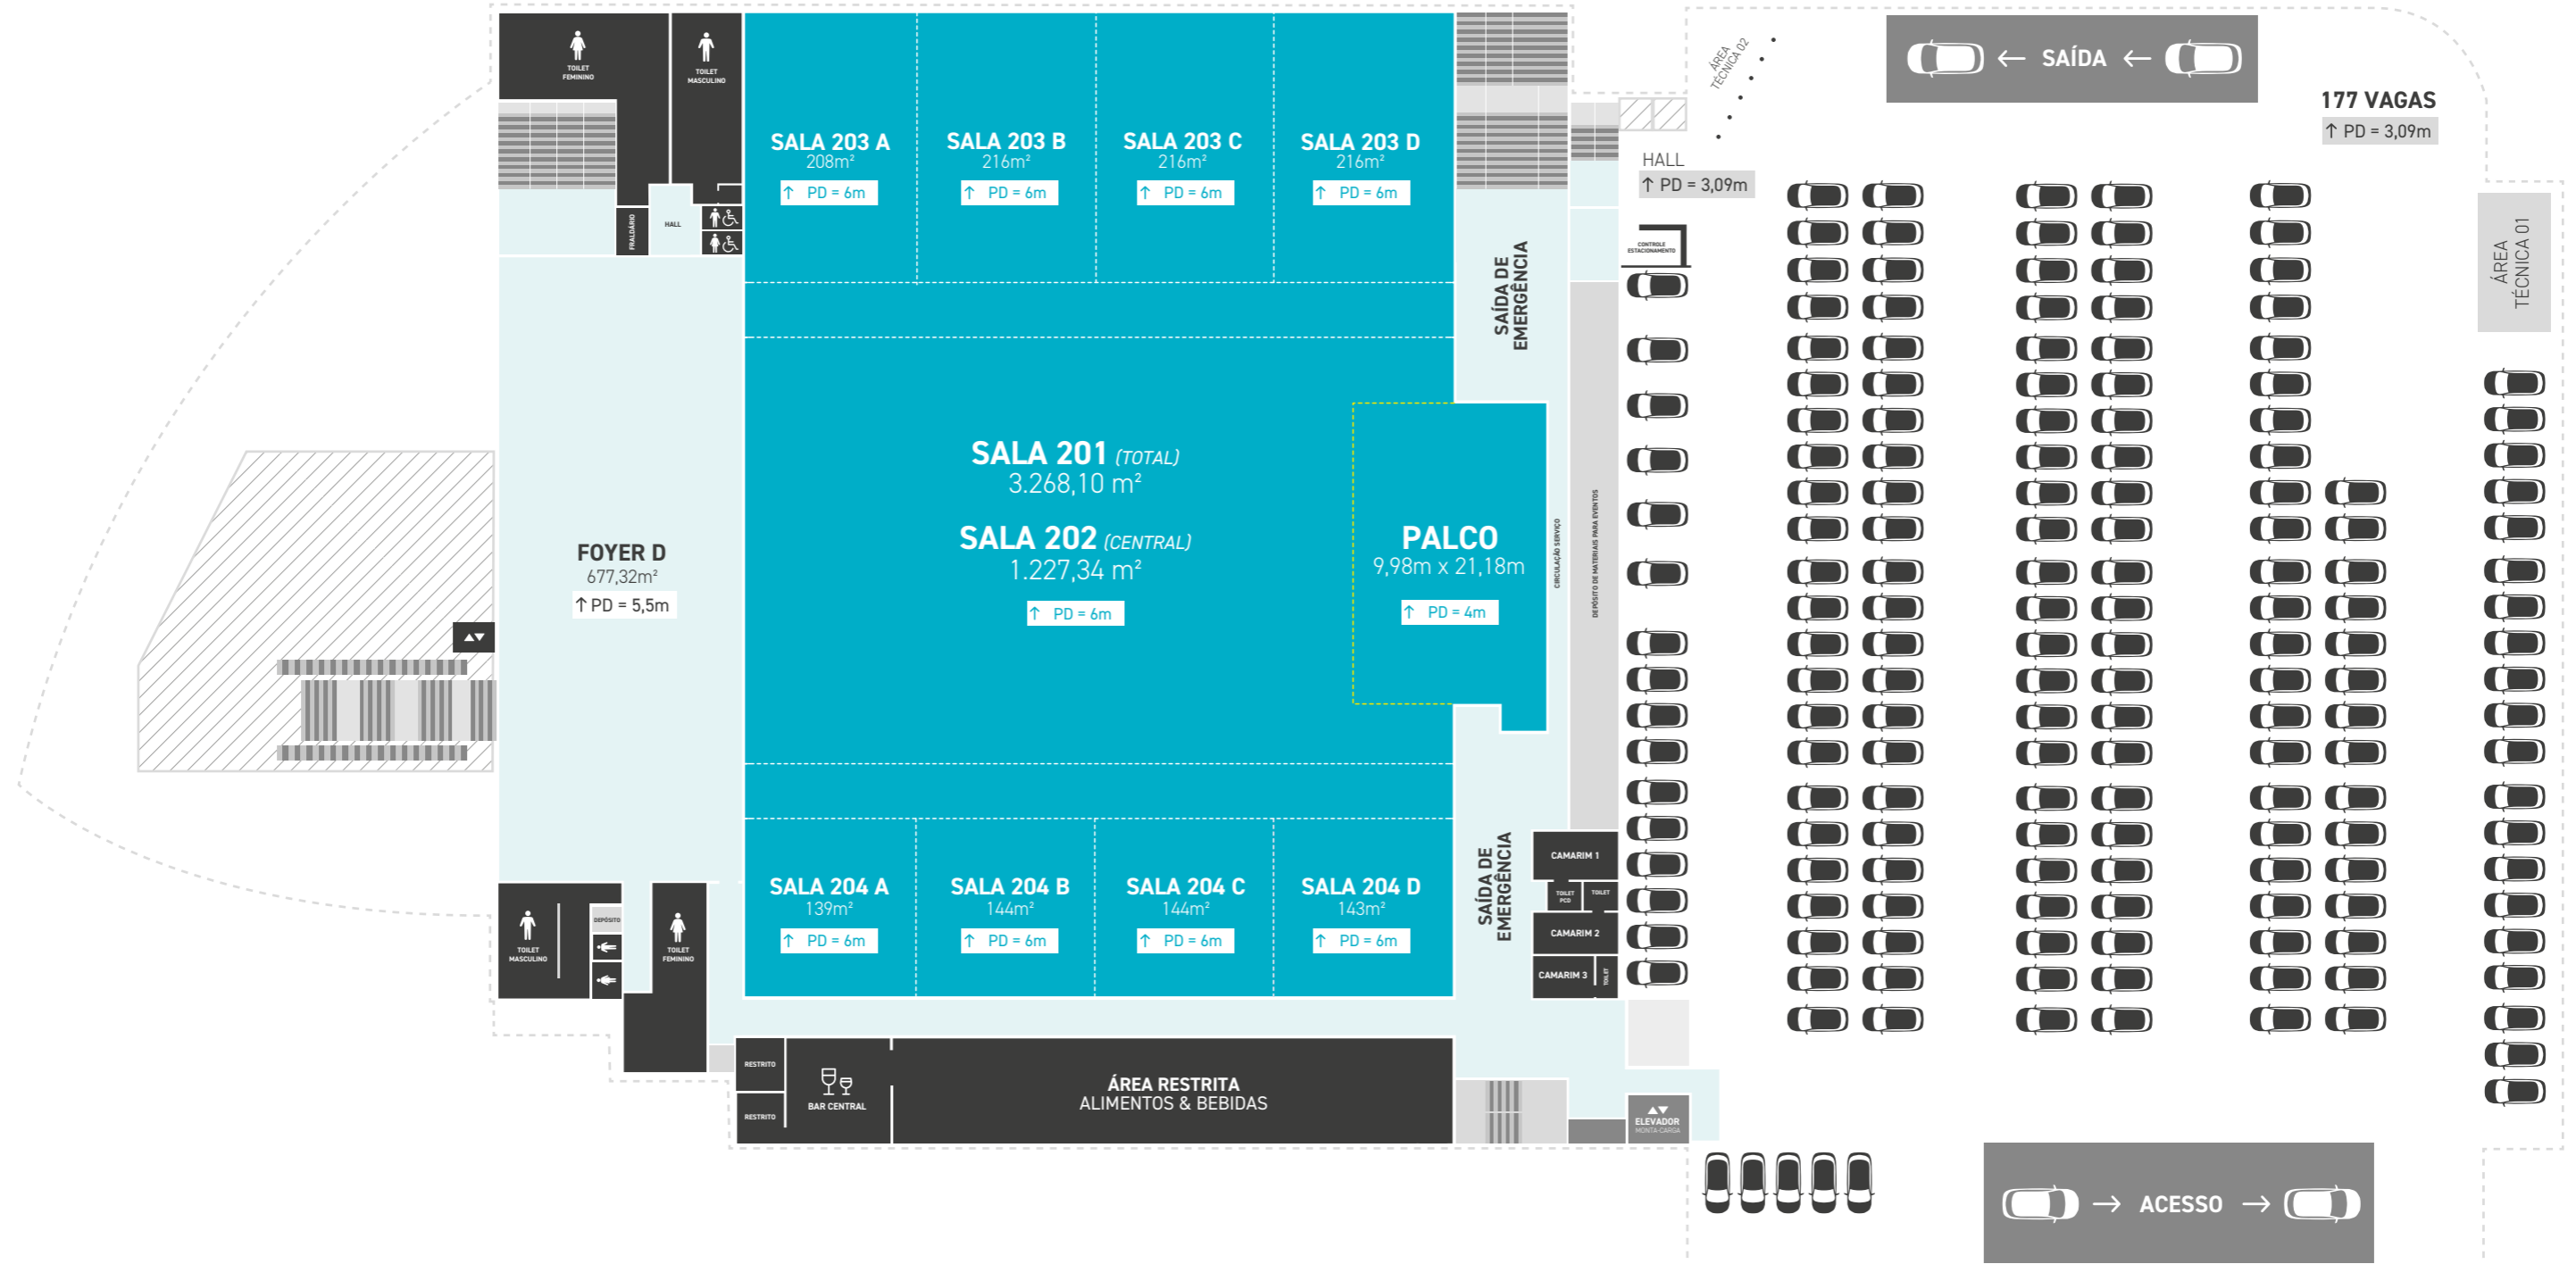 TOILET
FEMININO
TOILET
MASCULINO
FRALDÁRIO
HALL
SALA 203 A
208m²
↑ PD = 6m
SALA 203 B
216m²
↑ PD = 6m
SALA 203 C
216m²
↑ PD = 6m
SALA 203 D
216m²
↑ PD = 6m
SAÍDA DE
EMERGÊNCIA
ÁREA
TÉCNICA 02
← SAÍDA ←
177 VAGAS
↑ PD = 3,09m
HALL
↑ PD = 3,09m
CONTROLE
ESTACIONAMENTO
ÁREA
TÉCNICA 01
FOYER D
677,32m²
↑ PD = 5,5m
SALA 201 (TOTAL)
3.268,10 m²
SALA 202 (CENTRAL)
1.227,34 m²
↑ PD = 6m
PALCO
9,98m x 21,18m
↑ PD = 4m
CIRCULAÇÃO SERVIÇO
DEPÓSITO DE MATERIAIS PARA EVENTOS
SALA 204 A
139m²
↑ PD = 6m
SALA 204 B
144m²
↑ PD = 6m
SALA 204 C
144m²
↑ PD = 6m
SALA 204 D
143m²
↑ PD = 6m
SAÍDA DE
EMERGÊNCIA
CAMARIM 1
TOILET
PCD
TOILET
CAMARIM 2
CAMARIM 3
TOILET
TOILET
MASCULINO
DEPÓSITO
TOILET
FEMININO
RESTRITO
RESTRITO
BAR CENTRAL
ÁREA RESTRITA
ALIMENTOS & BEBIDAS
ELEVADOR
MONTA-CARGA
→ ACESSO →